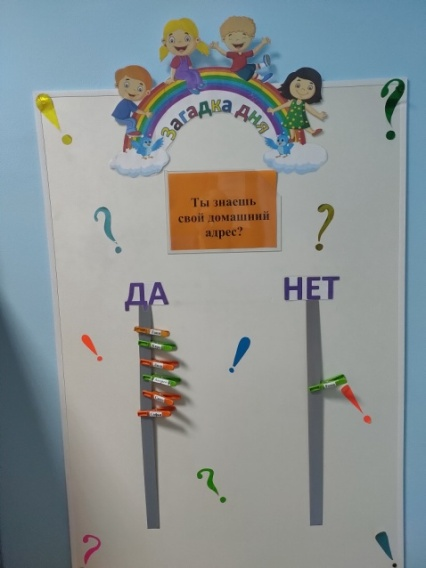 Загадка дня
Ты знаешь
свой домашний
адрес?
ДА
НЕТ